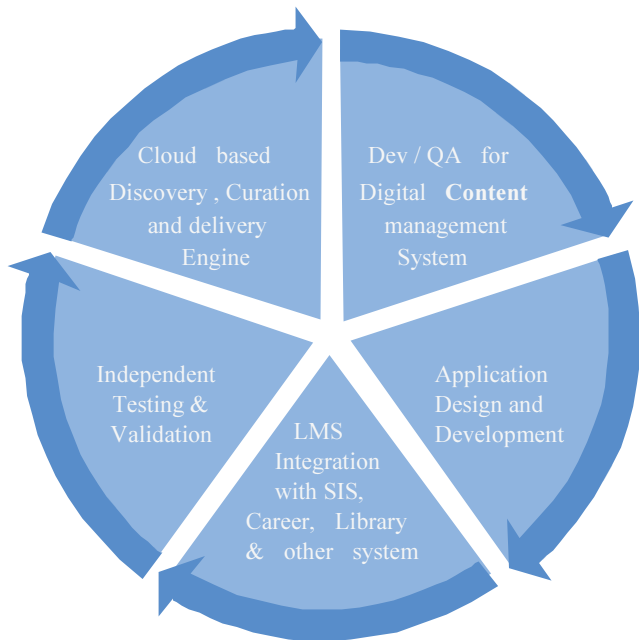 Cloud based
Discovery , Curation
and delivery
Engine
Dev / QA for
Digital Content
management
System
Application
Design and
Development
LMS
Integration
with SIS,
Career, Library
& other system
Independent
Testing &
Validation